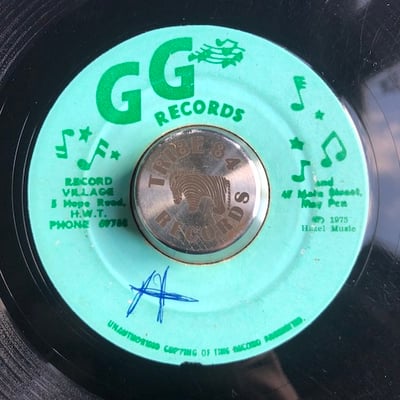 GG
RECORDS
RECORD
VILLAGE
5 Hope Road,
H.W.T.
PHONE
and
47 Main Street,
May Pen
℗ 1975
Hazel Music
TRIBE 84
RECORDS
UNAUTHORISED COPYING OF THIS RECORD